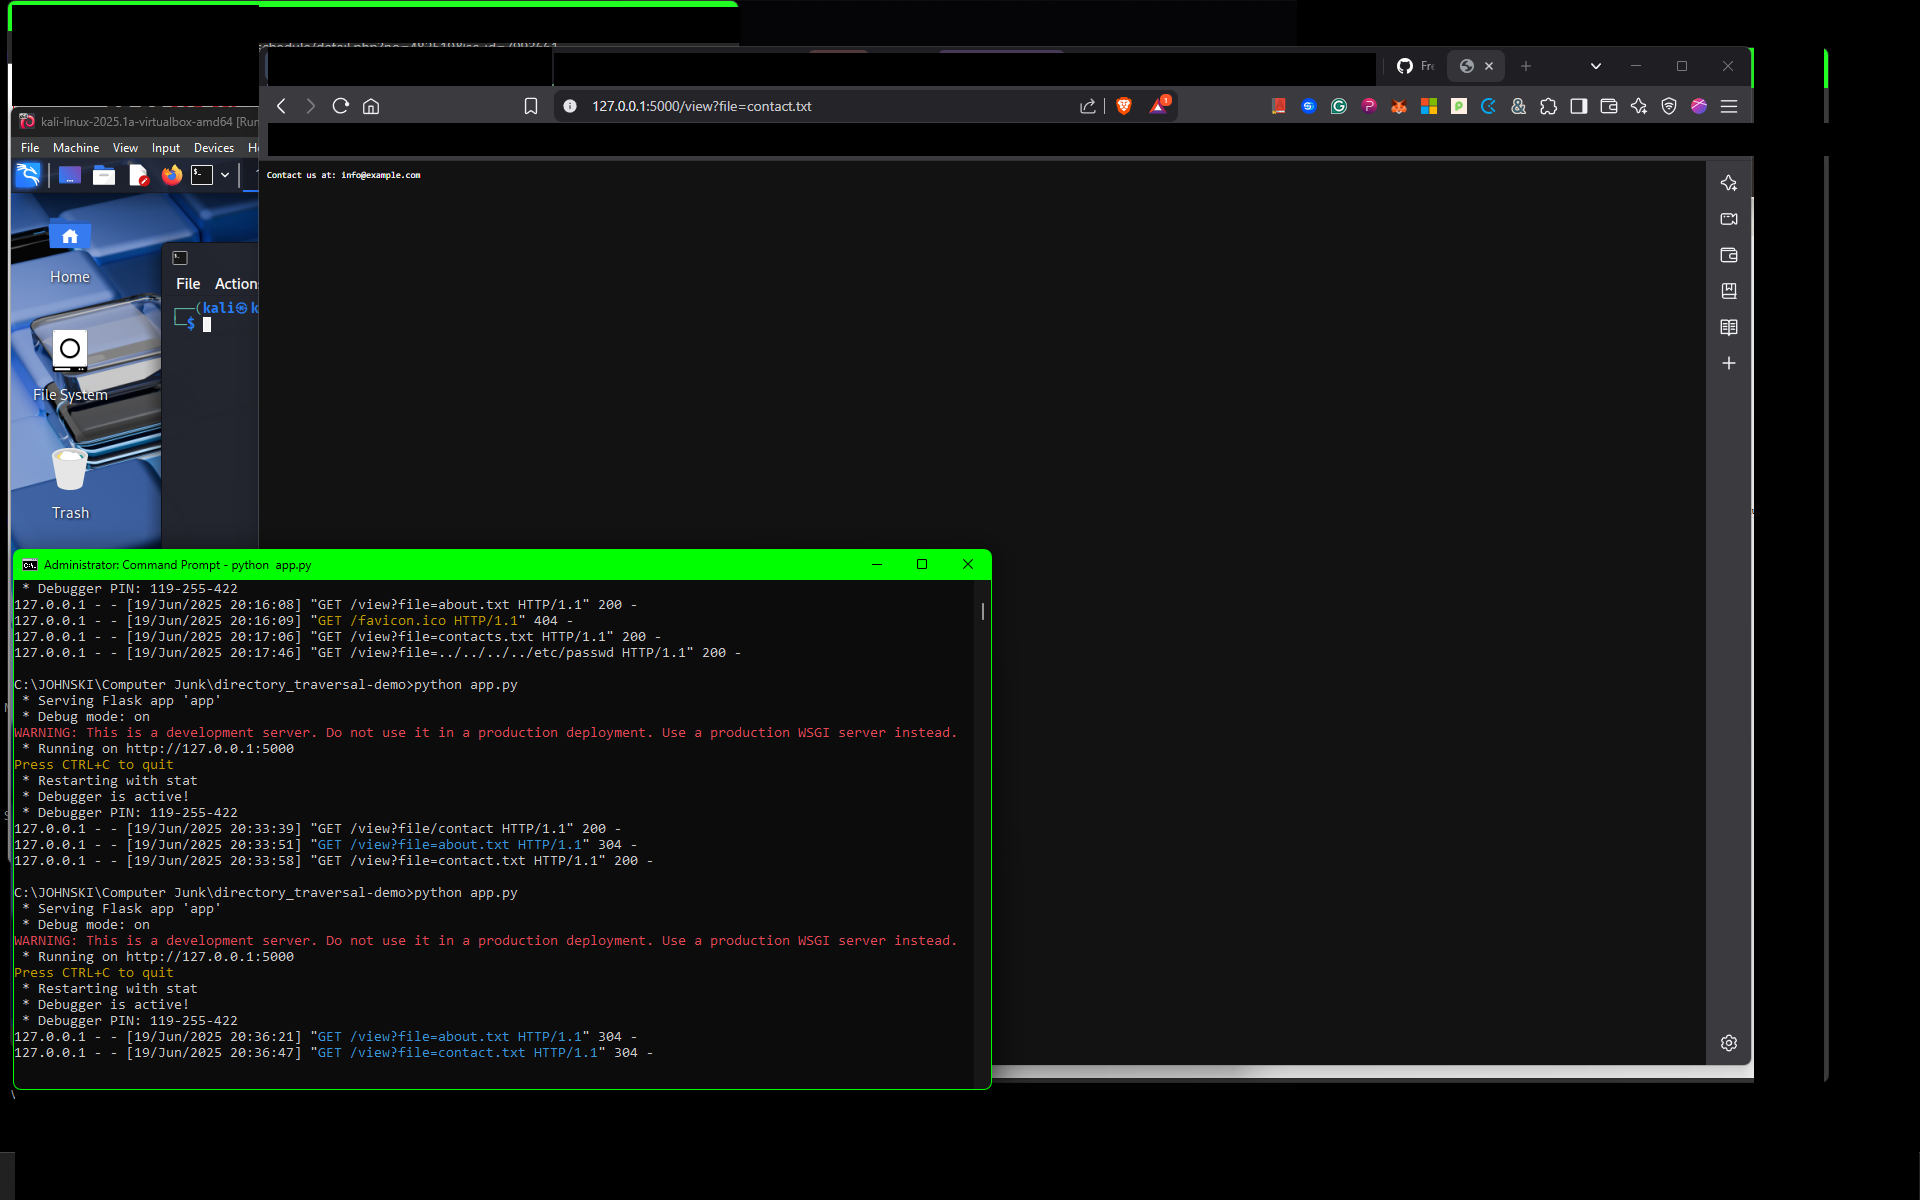 kali-linux-2025.1a-virtualbox-amd64 [Run
File Machine View Input Devices He
Home
File System
Trash
File Action
(kali㉿k
$
Fr
127.0.0.1:5000/view?file=contact.txt
1
Contact us at: info@example.com
Administrator: Command Prompt - python  app.py
 * Debugger PIN: 119-255-422
127.0.0.1 - - [19/Jun/2025 20:16:08] "GET /view?file=about.txt HTTP/1.1" 200 -
127.0.0.1 - - [19/Jun/2025 20:16:09] "GET /favicon.ico HTTP/1.1" 404 -
127.0.0.1 - - [19/Jun/2025 20:17:06] "GET /view?file=contacts.txt HTTP/1.1" 200 -
127.0.0.1 - - [19/Jun/2025 20:17:46] "GET /view?file=../../../../etc/passwd HTTP/1.1" 200 -
C:\JOHNSKI\Computer Junk\directory_traversal-demo>python app.py
 * Serving Flask app 'app'
 * Debug mode: on
WARNING: This is a development server. Do not use it in a production deployment. Use a production WSGI server instead.
 * Running on http://127.0.0.1:5000
Press CTRL+C to quit
 * Restarting with stat
 * Debugger is active!
 * Debugger PIN: 119-255-422
127.0.0.1 - - [19/Jun/2025 20:33:39] "GET /view?file/contact HTTP/1.1" 200 -
127.0.0.1 - - [19/Jun/2025 20:33:51] "GET /view?file=about.txt HTTP/1.1" 304 -
127.0.0.1 - - [19/Jun/2025 20:33:58] "GET /view?file=contact.txt HTTP/1.1" 200 -
C:\JOHNSKI\Computer Junk\directory_traversal-demo>python app.py
 * Serving Flask app 'app'
 * Debug mode: on
WARNING: This is a development server. Do not use it in a production deployment. Use a production WSGI server instead.
 * Running on http://127.0.0.1:5000
Press CTRL+C to quit
 * Restarting with stat
 * Debugger is active!
 * Debugger PIN: 119-255-422
127.0.0.1 - - [19/Jun/2025 20:36:21] "GET /view?file=about.txt HTTP/1.1" 304 -
127.0.0.1 - - [19/Jun/2025 20:36:47] "GET /view?file=contact.txt HTTP/1.1" 304 -
\